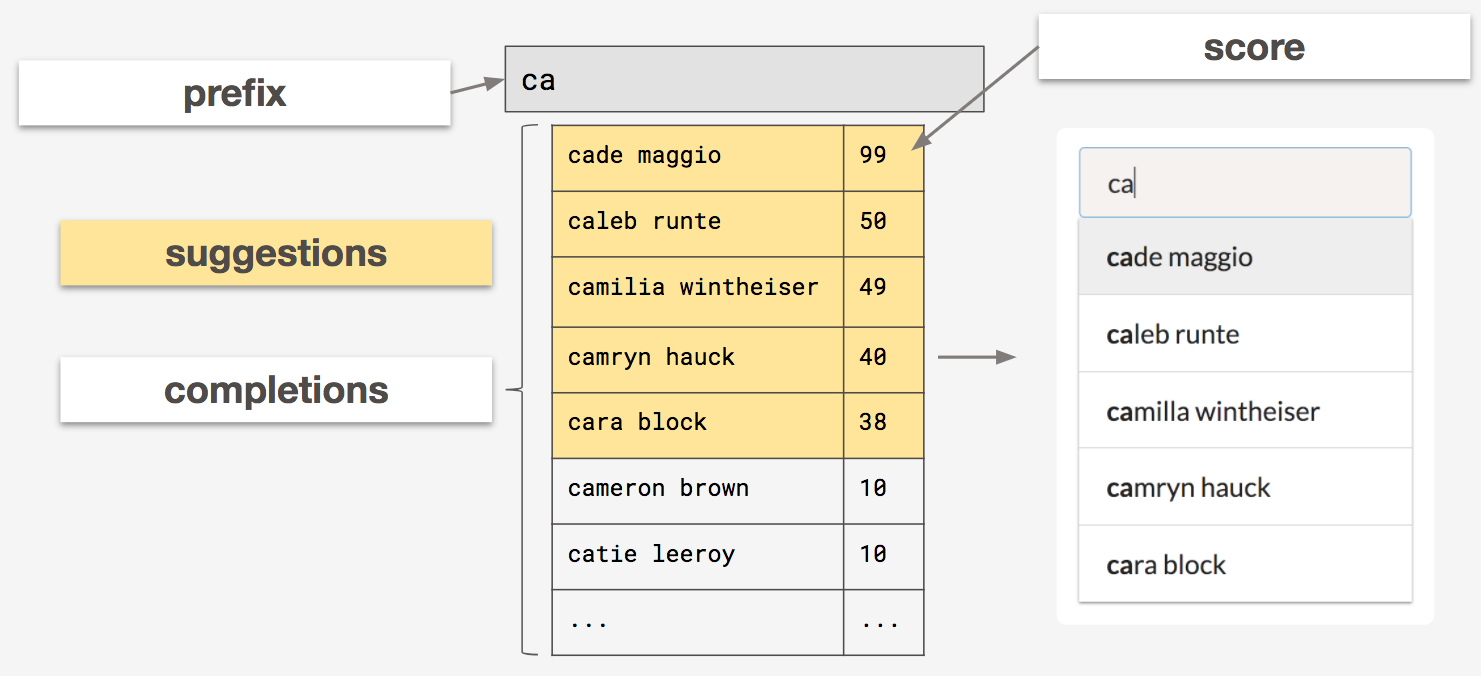 prefix
suggestions
completions
ca
cade maggio 99
caleb runte 50
camilia wintheiser 49
camryn hauck 40
cara block 38
cameron brown 10
catie leeroy 10
... ...
score
ca
cade maggio
caleb runte
camilla wintheiser
camryn hauck
cara block